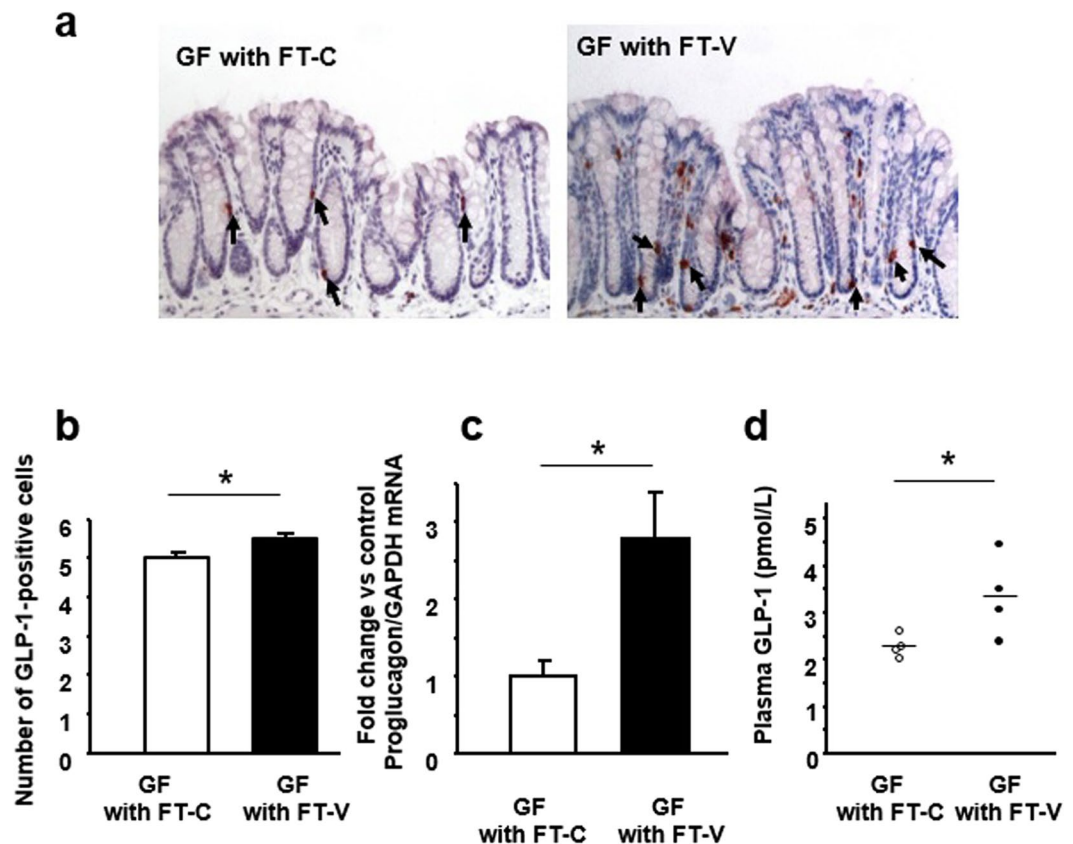 a
GF with FT-C
GF with FT-V
b
Number of GLP-1-positive cells
6
5
4
3
2
1
0
*
GF
with FT-C
GF
with FT-V
c
Fold change vs control
Proglucagon/GAPDH mRNA
3
2
1
0
*
GF
with FT-C
GF
with FT-V
d
Plasma GLP-1 (pmol/L)
5
4
3
2
1
0
*
GF
with FT-C
GF
with FT-V